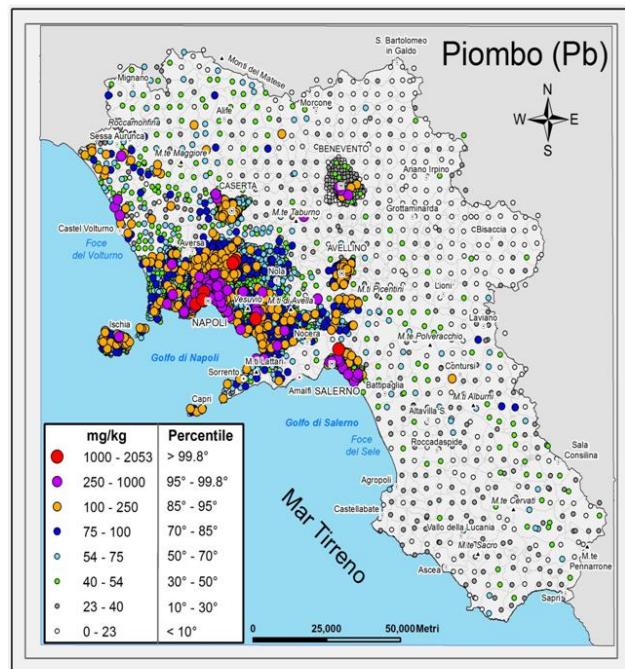 Piombo (Pb)
S. Bartolomeo
in Galdo
Monti del Matese
Mignano
N
W E
S
Morcone
Alife
Roccamonfina
Sessa Aurunca
M.te Maggiore
BENEVENTO
Ariano Irpino
CASERTA
Grottaminarda
M.te Taburno
Castel Volturno
Bisaccia
Foce
del Volturno
Aversa
AVELLINO
Nola
M.ti Picentini
Lioni
Vesuvio
M.ti di Avella
NAPOLI
Laviano
Ischia
Nocera
M.te Polveracchio
Golfo di Napoli
M.ti Lattari
Contursi
Sorrento
SALERNO
Battipaglia
Amalfi
M.ti Alburni
Capri
Altavilla S.
Golfo di Salerno
Foce
del Sele
Roccadaspide
Sala
Consilina
Agropoli
M.te Cervati
Castellabate
Vallo della Lucania
M.te Sacro
M.te
Pennarrone
Ascea
Sapri
Mar Tirreno
mg/kg Percentile
1000 - 2053 > 99.8°
250 - 1000 95° - 99.8°
100 - 250 85° - 95°
75 - 100 70° - 85°
54 - 75 50° - 70°
40 - 54 30° - 50°
23 - 40 10° - 30°
0 - 23 < 10°
0 25,000 50,000 Metri